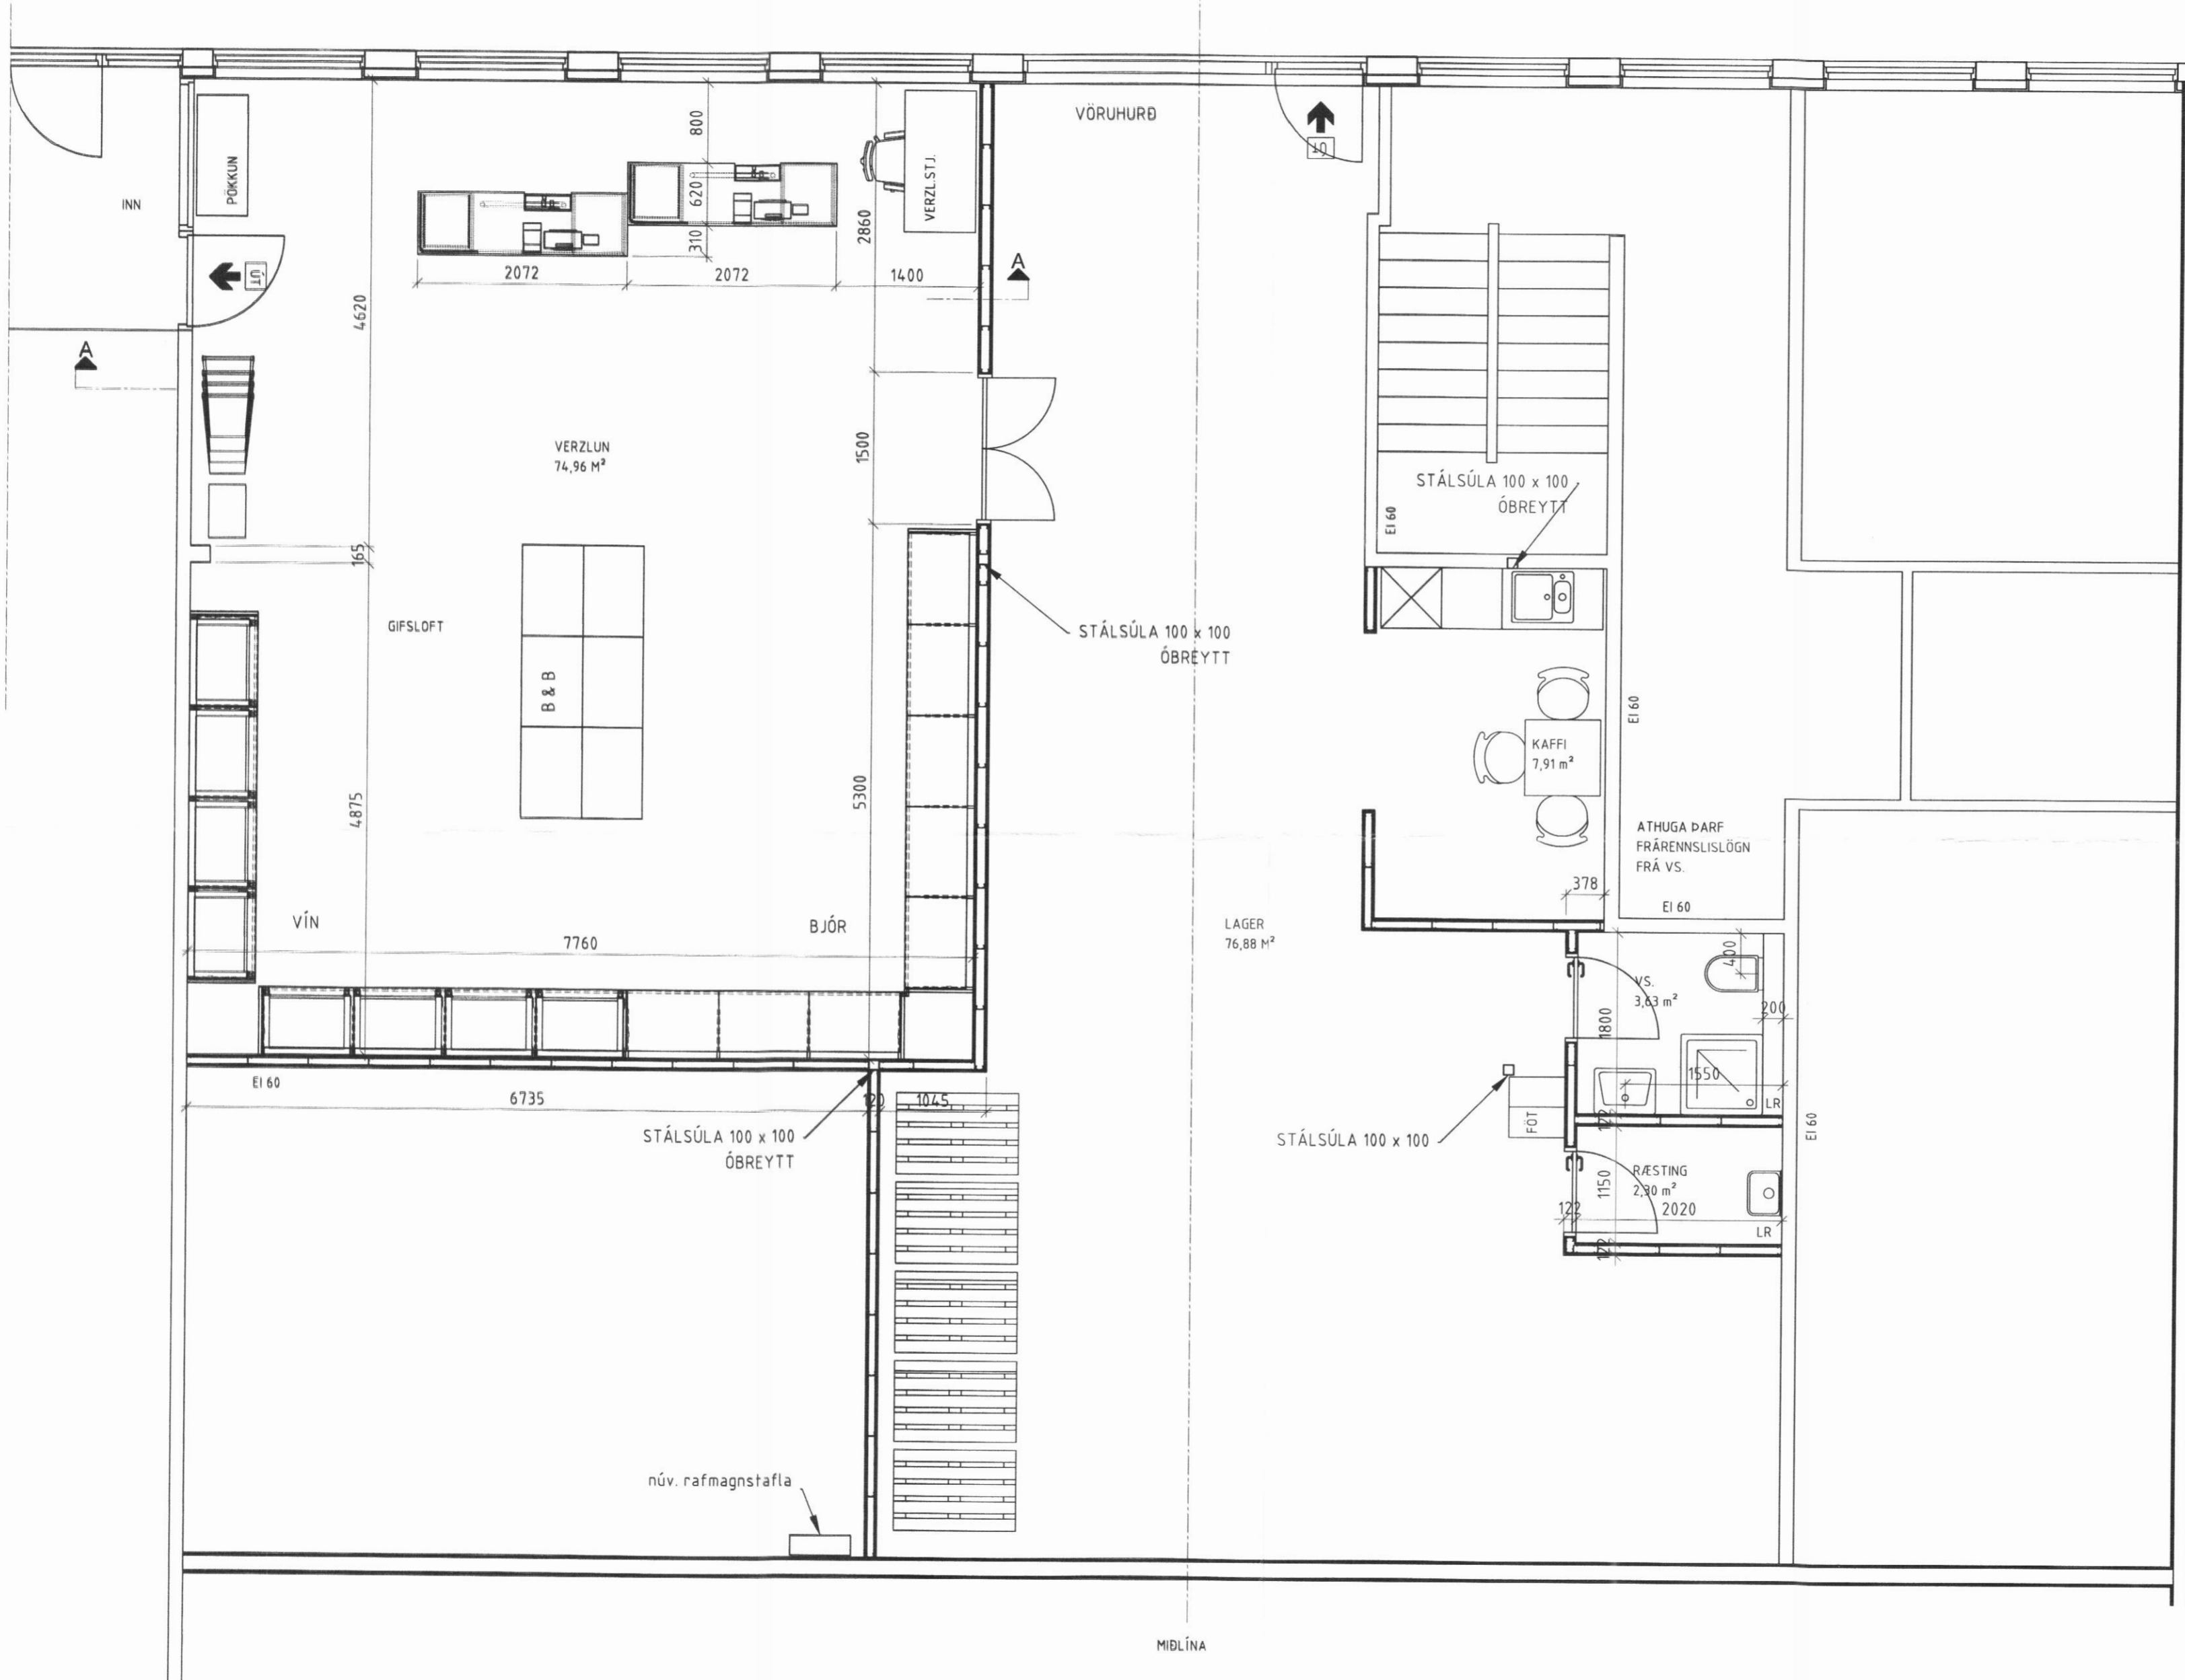 VÖRUHURÐ
ÚT
PÖKKUN
INN
ÚT
800
620
310
2860
VERZL.STJ.
2072
2072
1400
A
A
4620
VERZLUN
74,96 M²
1500
STÁLSÚLA 100 x 100
ÓBREYTT
EI 60
165
GIFSLOFT
STÁLSÚLA 100 x 100
ÓBREYTT
B & B
EI 60
KAFFI
7,91 m²
4875
5300
ATHUGA ÞARF
FRÁRENNSLISLÖGN
FRÁ VS.
378
EI 60
VÍN
BJÓR
LAGER
76,88 M²
7760
400
VS.
3,63 m²
200
1800
1550
LR
EI 60
EI 60
6735
120
1045
STÁLSÚLA 100 x 100
ÓBREYTT
STÁLSÚLA 100 x 100
FÖT
122
RÆSTING
2,30 m²
1150
122
2020
LR
122
núv. rafmagnstafla
MIÐLÍNA